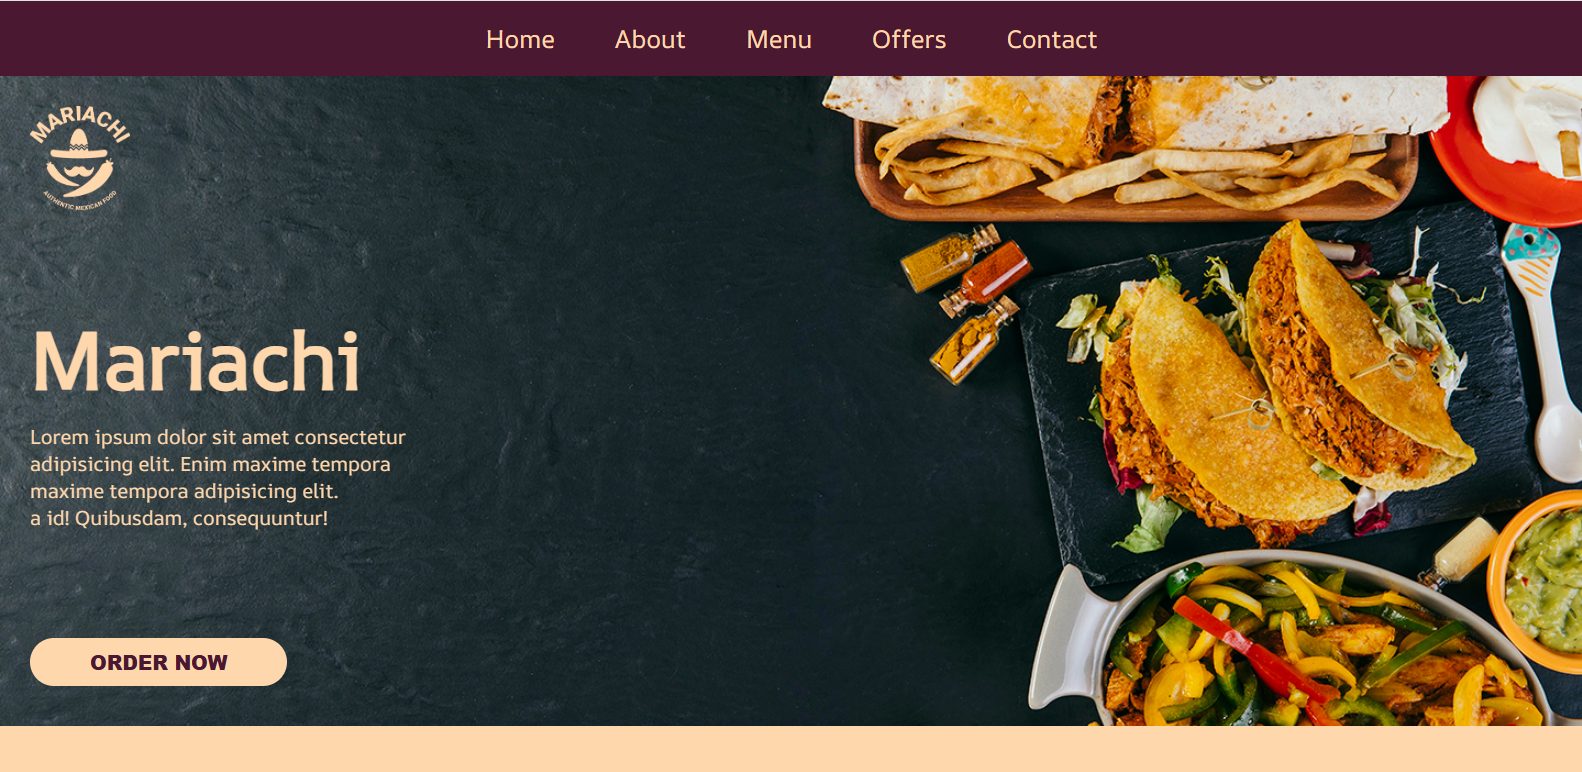 Home About Menu Offers Contact
MARIACHI
AUTHENTIC MEXICAN FOOD
Mariachi
Lorem ipsum dolor sit amet consectetur
adipisicing elit. Enim maxime tempora
maxime tempora adipisicing elit.
a id! Quibusdam, consequuntur!
ORDER NOW